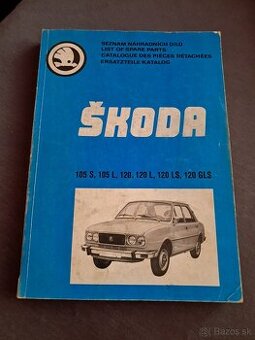 SEZNAM NÁHRADNÍCH DÍLŮ
LIST OF SPARE PARTS
CATALOGUE DES PIÈCES DÉTACHÉES
ERSATZTEILE KATALOG
ŠKODA
105 S, 105 L, 120, 120 L, 120 LS, 120 GLS
Bazos.sk